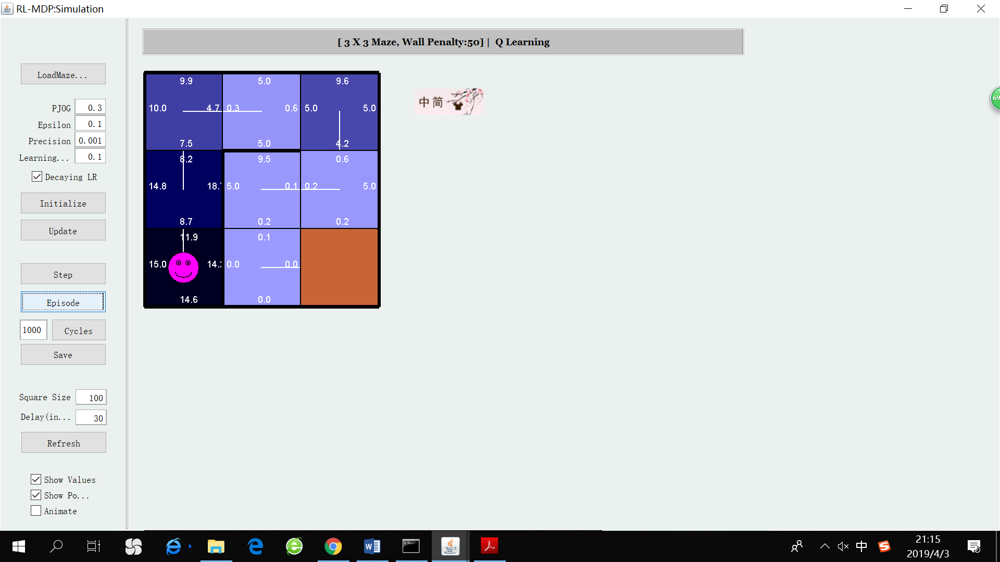 RL-MDP:Simulation
[ 3 X 3 Maze, Wall Penalty:50] | Q Learning
LoadMaze...
PJOG 0.3
Epsilon 0.1
Precision 0.001
Learning... 0.1
Decaying LR
Initialize
Update
Step
Episode
1000 Cycles
Save
Square Size 100
Delay(in... 30
Refresh
Show Values
Show Po...
Animate
9.9 5.0 9.6
10.0 4.7 0.3 0.6 5.0 5.0
7.5 5.0 4.2
8.2 9.5 0.6
14.8 18. 5.0 0.1 0.2 5.0
8.7 0.2 0.2
11.9 0.1
15.0 14. 0.0 0.0
14.6 0.0
中 简
69
中
21:15
2019/4/3